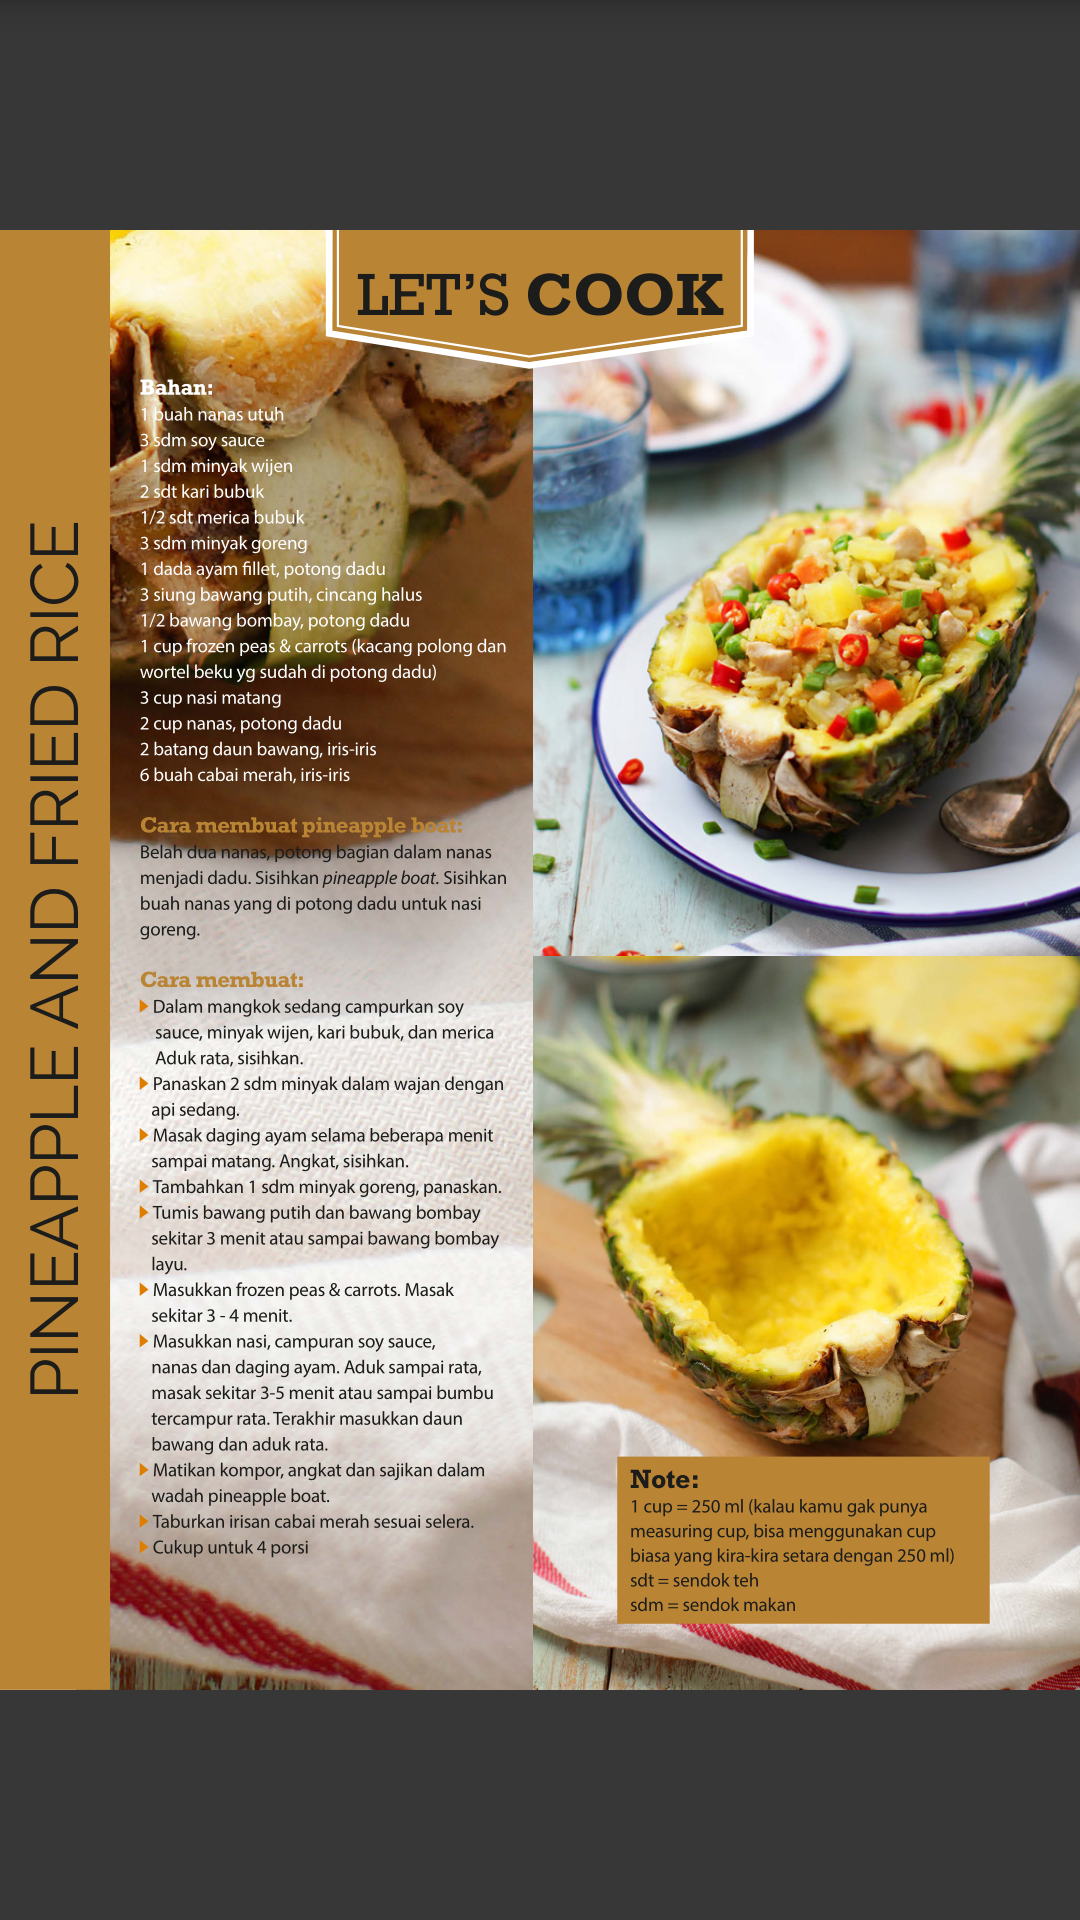 LET'S COOK
PINEAPPLE AND FRIED RICE
Bahan:
1 buah nanas utuh
3 sdm soy sauce
1 sdm minyak wijen
2 sdt kari bubuk
1/2 sdt merica bubuk
3 sdm minyak goreng
1 dada ayam fillet, potong dadu
3 siung bawang putih, cincang halus
1/2 bawang bombay, potong dadu
1 cup frozen peas & carrots (kacang polong dan
wortel beku yg sudah di potong dadu)
3 cup nasi matang
2 cup nanas, potong dadu
2 batang daun bawang, iris-iris
6 buah cabai merah, iris-iris
Cara membuat pineapple boat:
Belah dua nanas, potong bagian dalam nanas
menjadi dadu. Sisihkan pineapple boat. Sisihkan
buah nanas yang di potong dadu untuk nasi
goreng.
Cara membuat:
Dalam mangkok sedang campurkan soy
sauce, minyak wijen, kari bubuk, dan merica
Aduk rata, sisihkan.
Panaskan 2 sdm minyak dalam wajan dengan
api sedang.
Masak daging ayam selama beberapa menit
sampai matang. Angkat, sisihkan.
Tambahkan 1 sdm minyak goreng, panaskan.
Tumis bawang putih dan bawang bombay
sekitar 3 menit atau sampai bawang bombay
layu.
Masukkan frozen peas & carrots. Masak
sekitar 3 - 4 menit.
Masukkan nasi, campuran soy sauce,
nanas dan daging ayam. Aduk sampai rata,
masak sekitar 3-5 menit atau sampai bumbu
tercampur rata. Terakhir masukkan daun
bawang dan aduk rata.
Matikan kompor, angkat dan sajikan dalam
wadah pineapple boat.
Taburkan irisan cabai merah sesuai selera.
Cukup untuk 4 porsi
Note:
1 cup = 250 ml (kalau kamu gak punya
measuring cup, bisa menggunakan cup
biasa yang kira-kira setara dengan 250 ml)
sdt = sendok teh
sdm = sendok makan